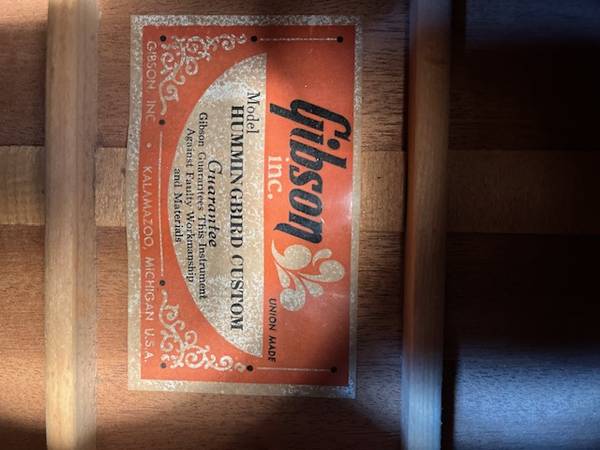 Gibson
inc.
UNION MADE
Model
HUMMINGBIRD CUSTOM
Guarantee
Gibson Guarantees This Instrument
Against Faulty Workmanship
and Materials
GIBSON, INC. • KALAMAZOO, MICHIGAN U.S.A.